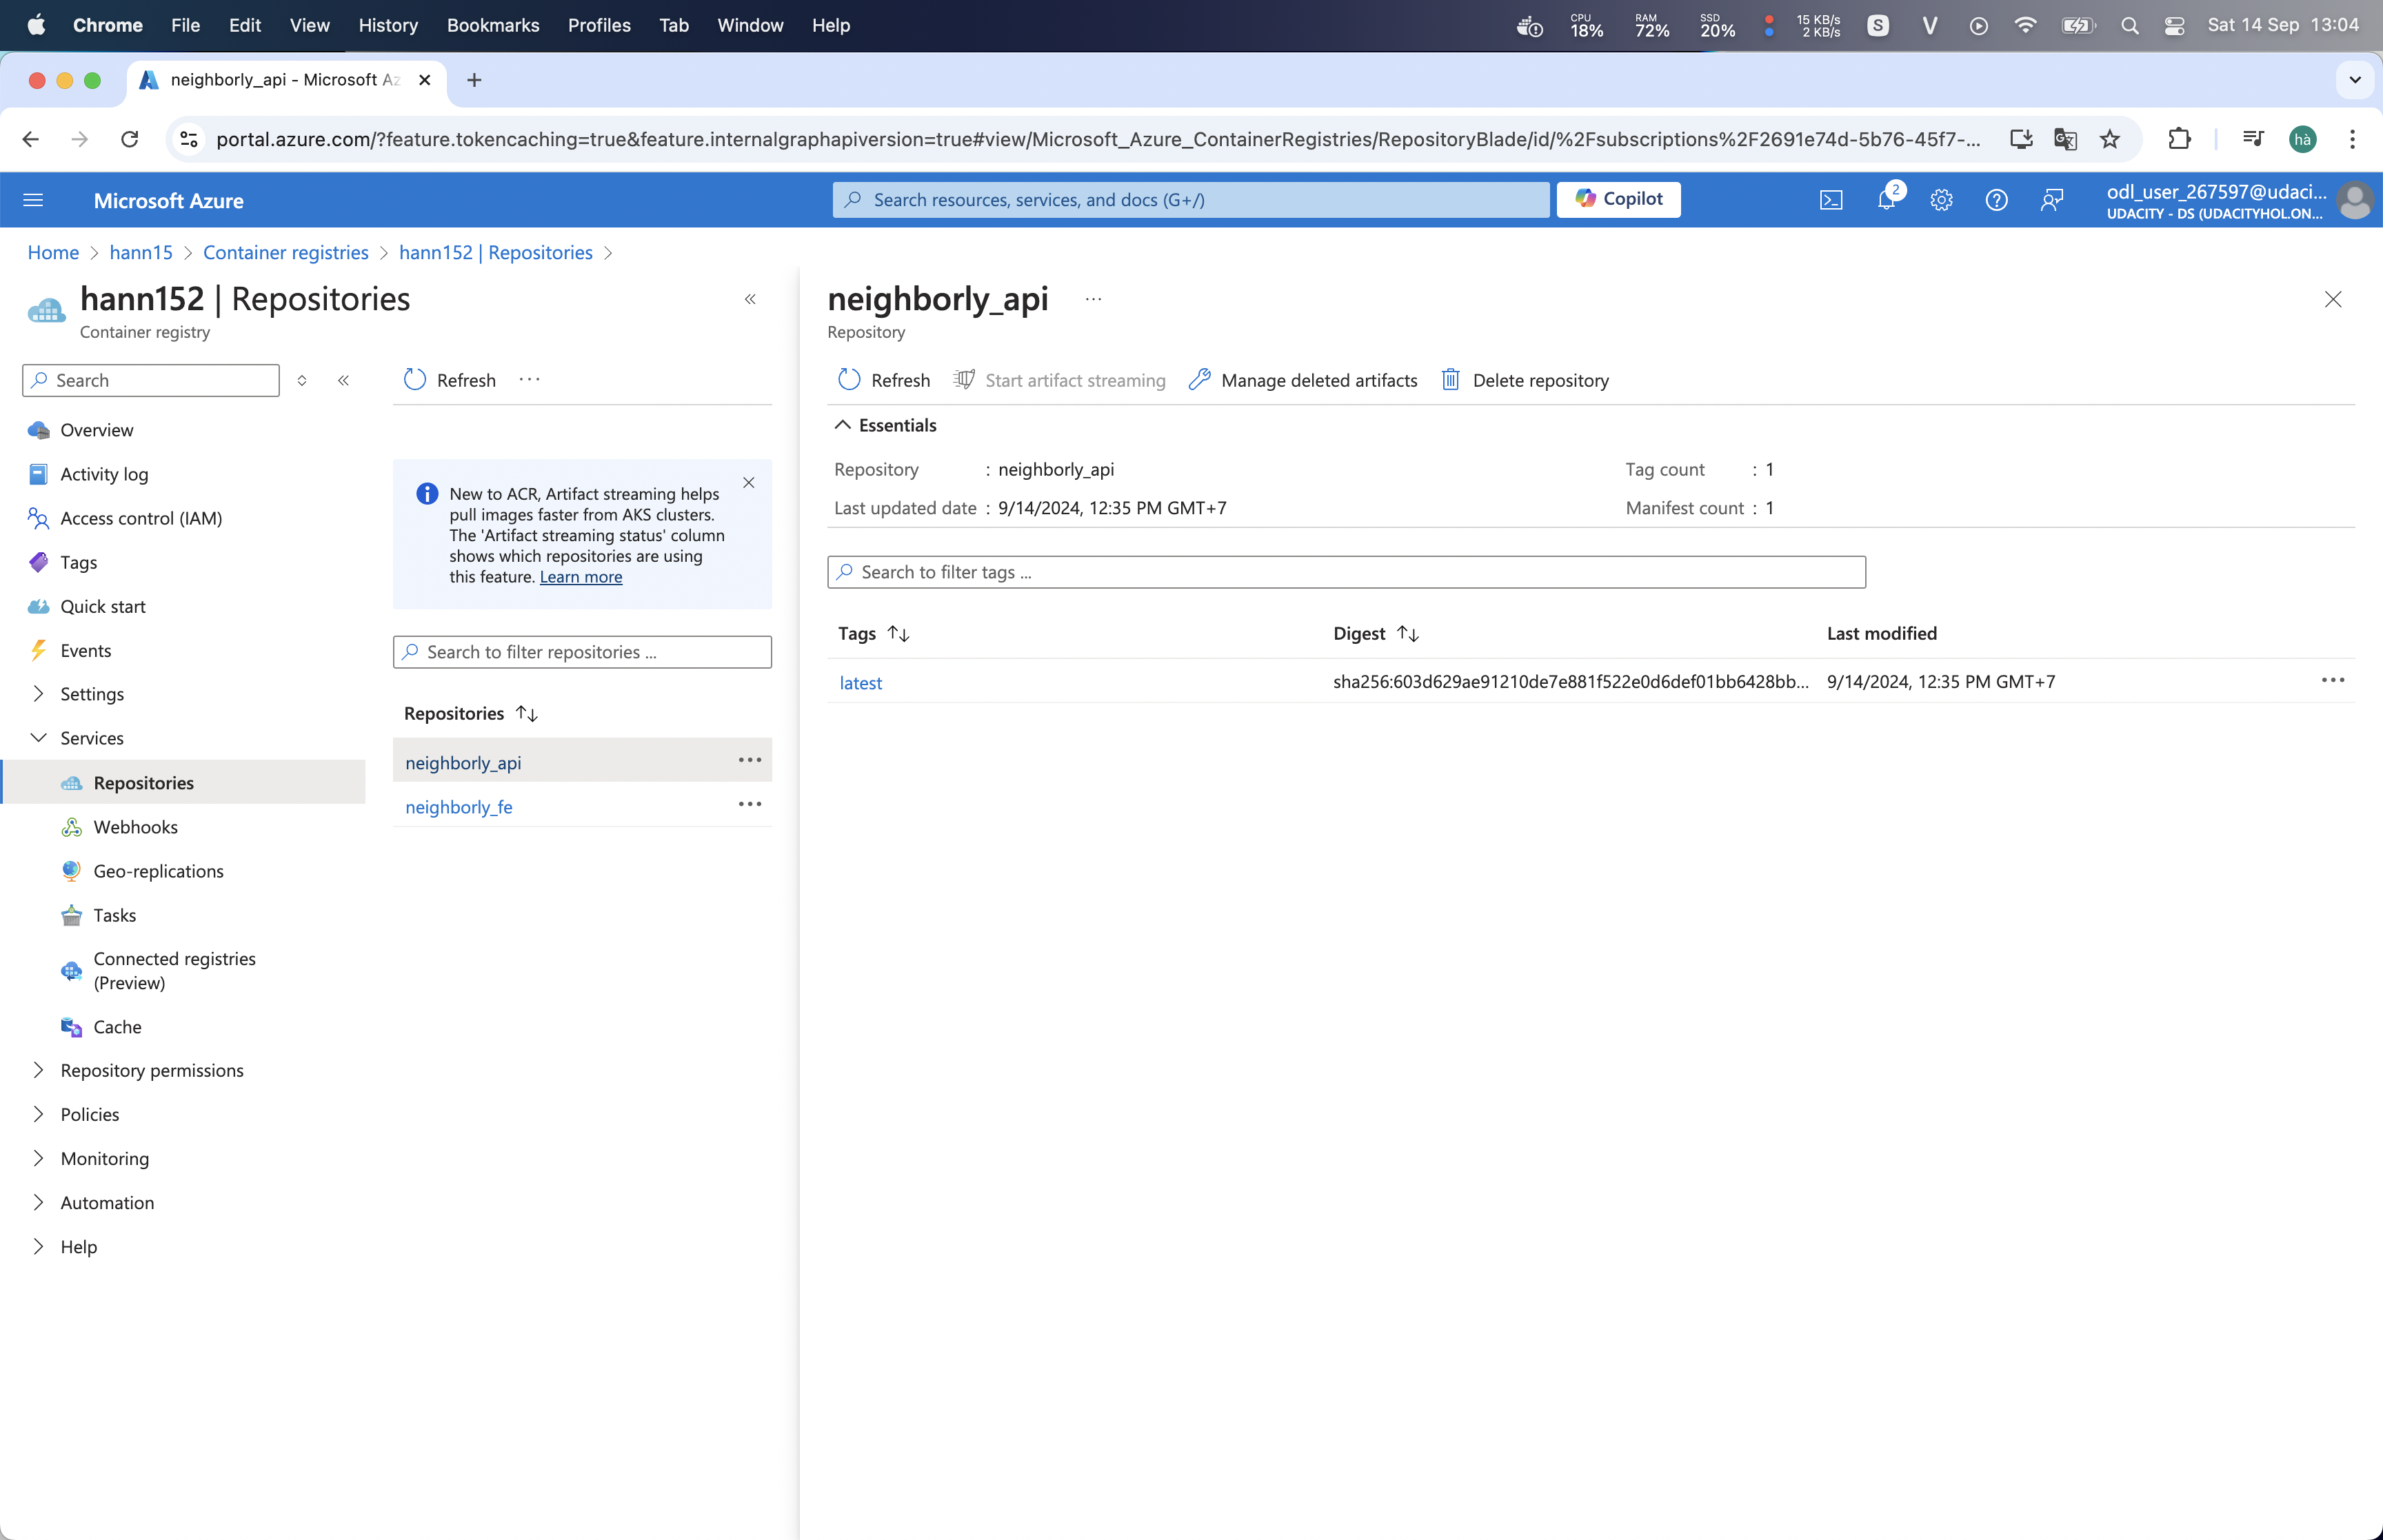 Chrome File Edit View History Bookmarks Profiles Tab Window Help
CPU 18% RAM 72% SSD 20% 15 KB/s 2 KB/s S V Sat 14 Sep 13:04
neighborly_api - Microsoft Az
portal.azure.com/?feature.tokencaching=true&feature.internalgraphapiversion=true#view/Microsoft_Azure_ContainerRegistries/RepositoryBlade/id/%2Fsubscriptions%2F2691e74d-5b76-45f7-...
hà
Microsoft Azure
Search resources, services, and docs (G+/)
Copilot
2
odl_user_267597@udaci...
UDACITY - DS (UDACITYHOL.ON...
Home > hann15 > Container registries > hann152 | Repositories >
hann152 | Repositories
Container registry
Search
Overview
Activity log
Access control (IAM)
Tags
Quick start
Events
Settings
Services
Repositories
Webhooks
Geo-replications
Tasks
Connected registries
(Preview)
Cache
Repository permissions
Policies
Monitoring
Automation
Help
Refresh ...
New to ACR, Artifact streaming helps
pull images faster from AKS clusters.
The 'Artifact streaming status' column
shows which repositories are using
this feature. Learn more
Search to filter repositories ...
Repositories
neighborly_api
neighborly_fe
neighborly_api ...
Repository
Refresh Start artifact streaming Manage deleted artifacts Delete repository
Essentials
Repository : neighborly_api Tag count : 1
Last updated date : 9/14/2024, 12:35 PM GMT+7 Manifest count : 1
Search to filter tags ...
Tags Digest Last modified
latest sha256:603d629ae91210de7e881f522e0d6def01bb6428bb... 9/14/2024, 12:35 PM GMT+7